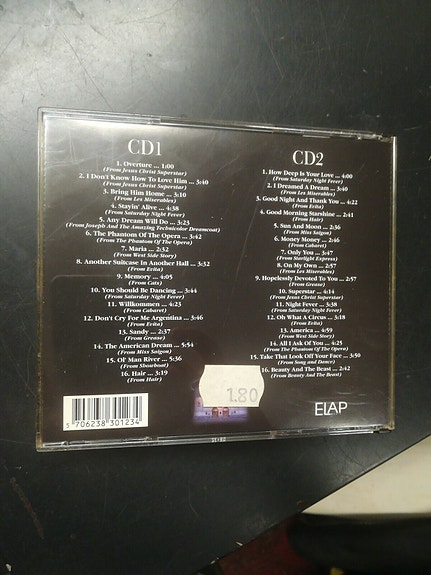 CD1
1. Overture ... 1:00
(From Jesus Christ Superstar)
2. I Don't Know How To Love Him ... 3:40
(From Jesus Christ Superstar)
3. Bring Him Home ... 3:10
(From Les Miserables)
4. Stayin' Alive ... 4:38
(From Saturday Night Fever)
5. Any Dream Will Do ... 3:23
(From Joseph And The Amazing Technicolour Dreamcoat)
6. The Phantom Of The Opera ... 3:42
(From The Phantom Of The Opera)
7. Maria ... 2:32
(From West Side Story)
8. Another Suitcase In Another Hall ... 3:32
(From Evita)
9. Memory ... 4:05
(From Cats)
10. You Should Be Dancing ... 3:44
(From Saturday Night Fever)
11. Willkommen ... 4:23
(From Cabaret)
12. Don't Cry For Me Argentina ... 3:46
(From Evita)
13. Sandy ... 2:37
(From Grease)
14. The American Dream ... 5:54
(From Miss Saigon)
15. Ol' Man River ... 5:36
(From Showboat)
16. Hair ... 3:19
(From Hair)
CD2
1. How Deep Is Your Love ... 4:00
(From Saturday Night Fever)
2. I Dreamed A Dream ... 3:40
(From Les Miserables)
3. Good Night And Thank You ... 4:22
(From Evita)
4. Good Morning Starshine ... 2:41
(From Hair)
5. Sun And Moon ... 2:36
(From Miss Saigon)
6. Money Money ... 2:46
(From Cabaret)
7. Only You ... 3:47
(From Starlight Express)
8. On My Own ... 2:57
(From Les Miserables)
9. Hopelessly Devoted To You ... 2:57
(From Grease)
10. Superstar ... 4:14
(From Jesus Christ Superstar)
11. Night Fever ... 3:38
(From Saturday Night Fever)
12. Oh What A Circus ... 3:18
(From Evita)
13. America ... 4:59
(From West Side Story)
14. All I Ask Of You ... 4:25
(From The Phantom Of The Opera)
15. Take That Look Off Your Face ... 3:50
(From Song and Dance)
16. Beauty And The Beast ... 2:42
(From Beauty And The Beast)
1.80
5 706238 301234
ELAP